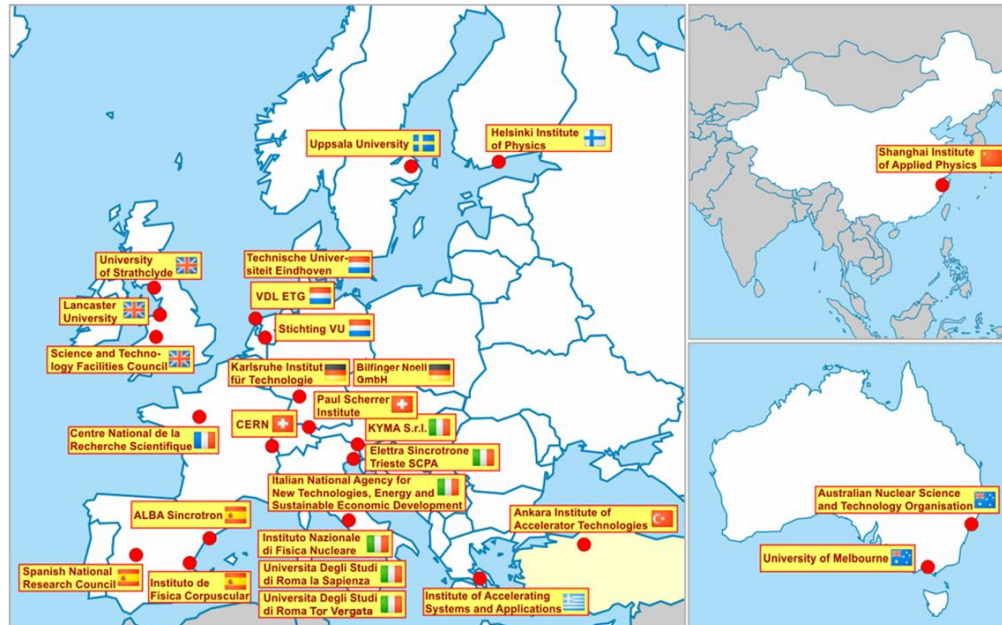 Uppsala University
Helsinki Institute
of Physics
University
of Strathclyde
Lancaster
University
Science and Techno-
logy Facilities Council
Technische Univer-
siteit Eindhoven
VDL ETG
Stichting VU
Karlsruhe Institut
für Technologie
Bilfinger Noell
GmbH
Paul Scherrer
Institute
CERN
KYMA S.r.l.
Centre National de la
Recherche Scientifique
Elettra Sincrotrone
Trieste SCPA
Italian National Agency for
New Technologies, Energy and
Sustainable Economic Development
ALBA Sincrotron
Spanish National
Research Council
Instituto de
Física Corpuscular
Instituto Nazionale
di Fisica Nucleare
Universita Degli Studi
di Roma la Sapienza
Universita Degli Studi
di Roma Tor Vergata
Ankara Institute of
Accelerator Technologies
Institute of Accelerating
Systems and Applications
Shanghai Institute
of Applied Physics
Australian Nuclear Science
and Technology Organisation
University of Melbourne